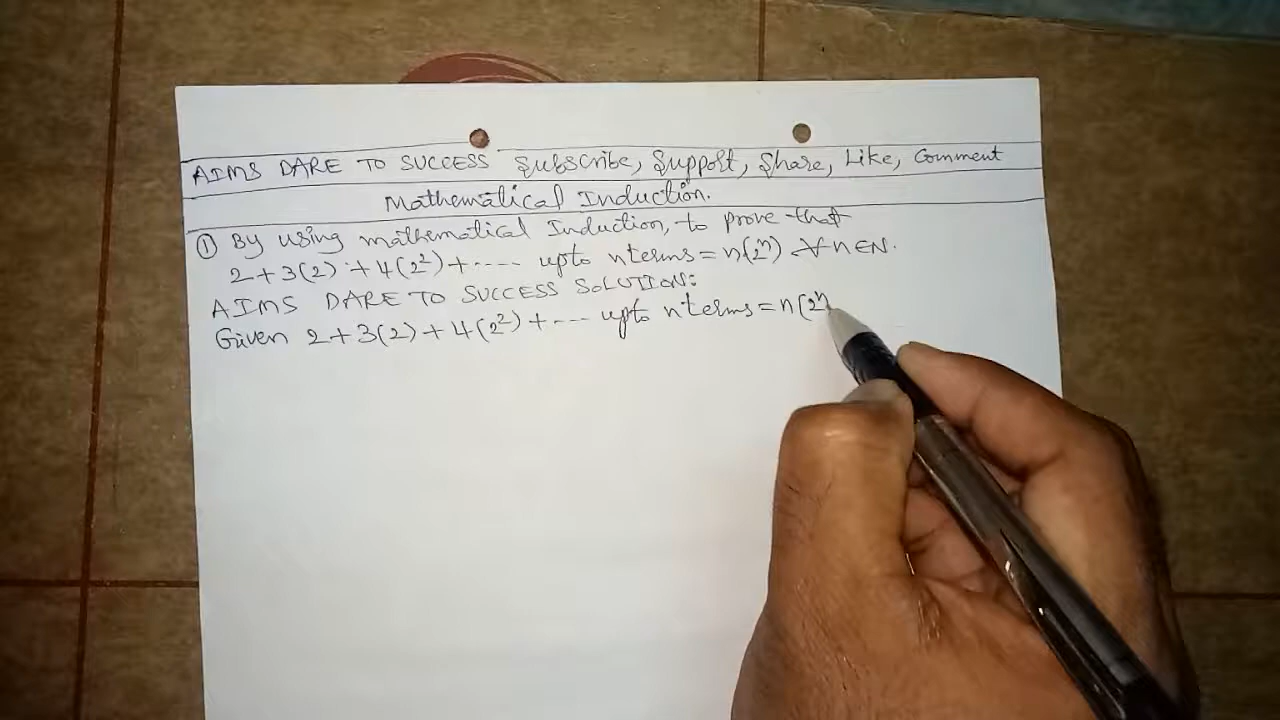 AIMS DARE TO SUCCESS Subscribe, Support, Share, Like, Comment
Mathematical Induction.
① By using mathematical Induction, to prove that
2+3(2)+4(2²)+---- upto n terms = n(2ⁿ) ∀ n∈N.
AIMS DARE TO SUCCESS SOLUTION:
Given 2+3(2)+4(2²)+--- upto n terms = n(2ⁿ)